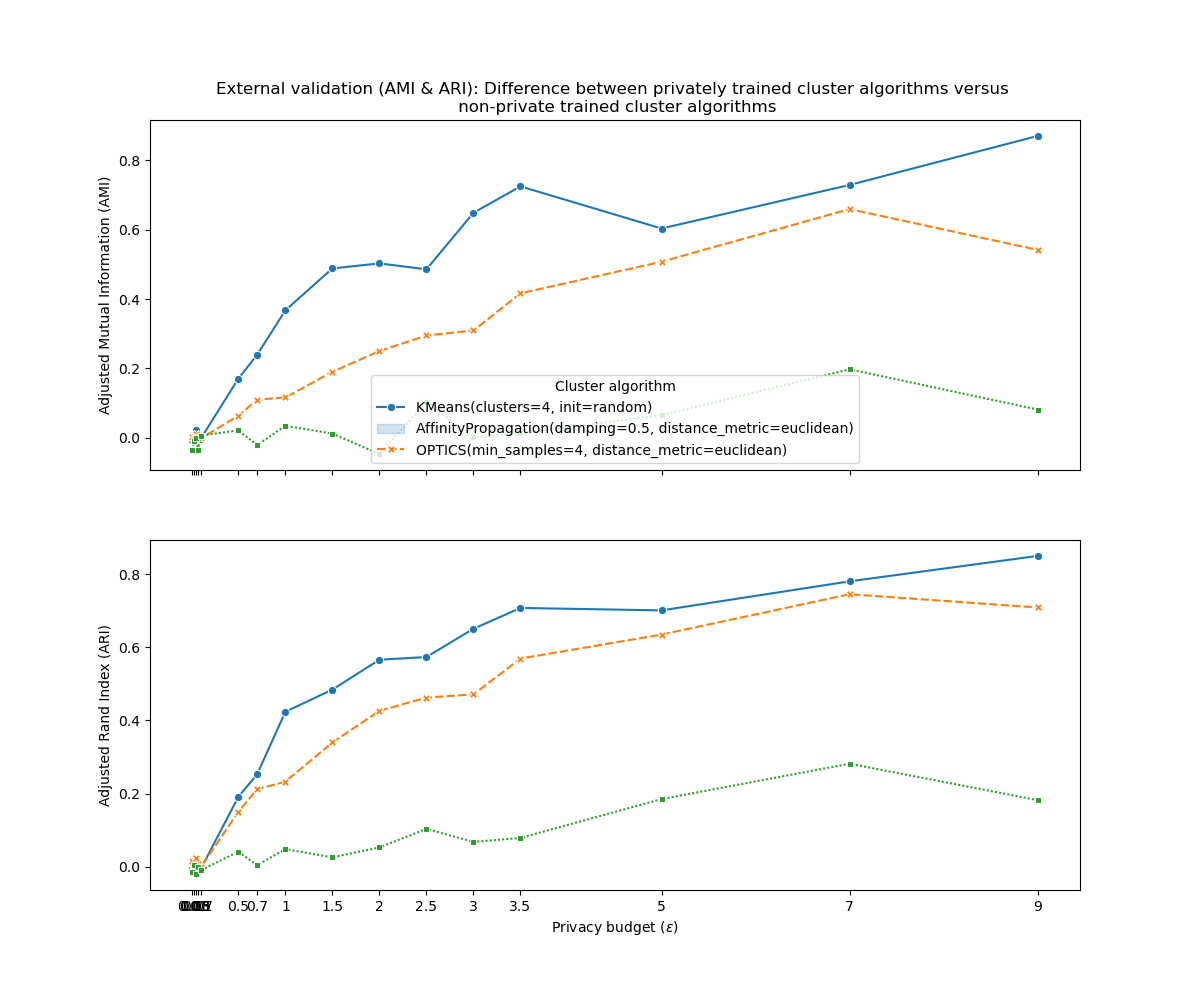 External validation (AMI & ARI): Difference between privately trained cluster algorithms versus
non-private trained cluster algorithms
Adjusted Mutual Information (AMI)
0.8
0.6
0.4
0.2
0.0
Cluster algorithm
KMeans(clusters=4, init=random)
AffinityPropagation(damping=0.5, distance_metric=euclidean)
OPTICS(min_samples=4, distance_metric=euclidean)
Adjusted Rand Index (ARI)
0.8
0.6
0.4
0.2
0.0
0.5 0.7 1 1.5 2 2.5 3 3.5 5 7 9
Privacy budget (ε)